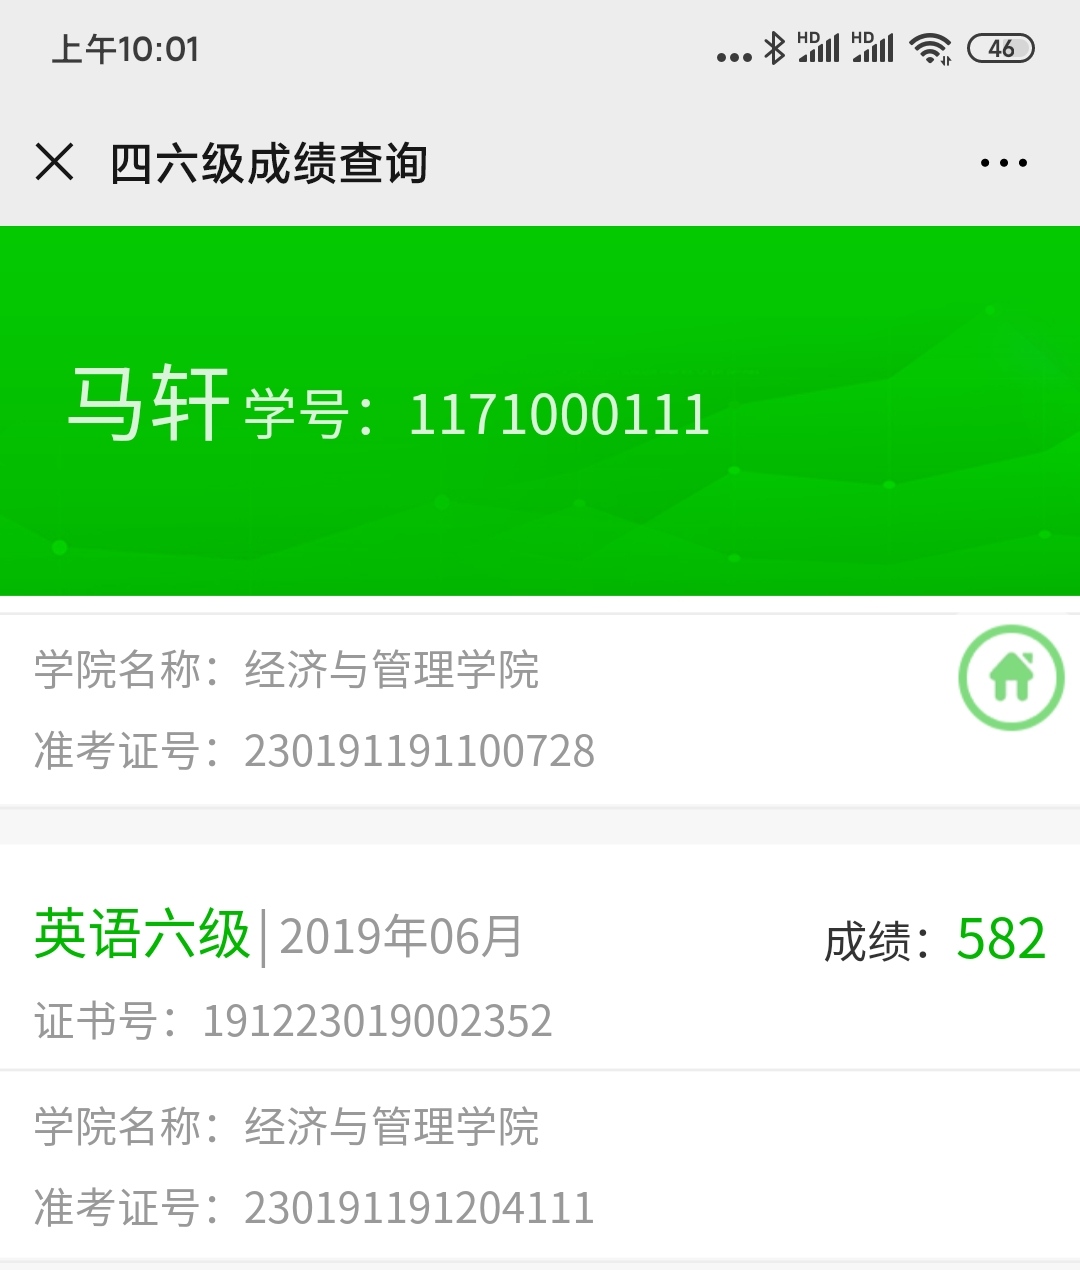 上午10:01
HD HD 46
四六级成绩查询
马轩 学号：1171000111
学院名称：经济与管理学院
准考证号：230191191100728
英语六级|2019年06月 成绩：582
证书号：191223019002352
学院名称：经济与管理学院
准考证号：230191191204111